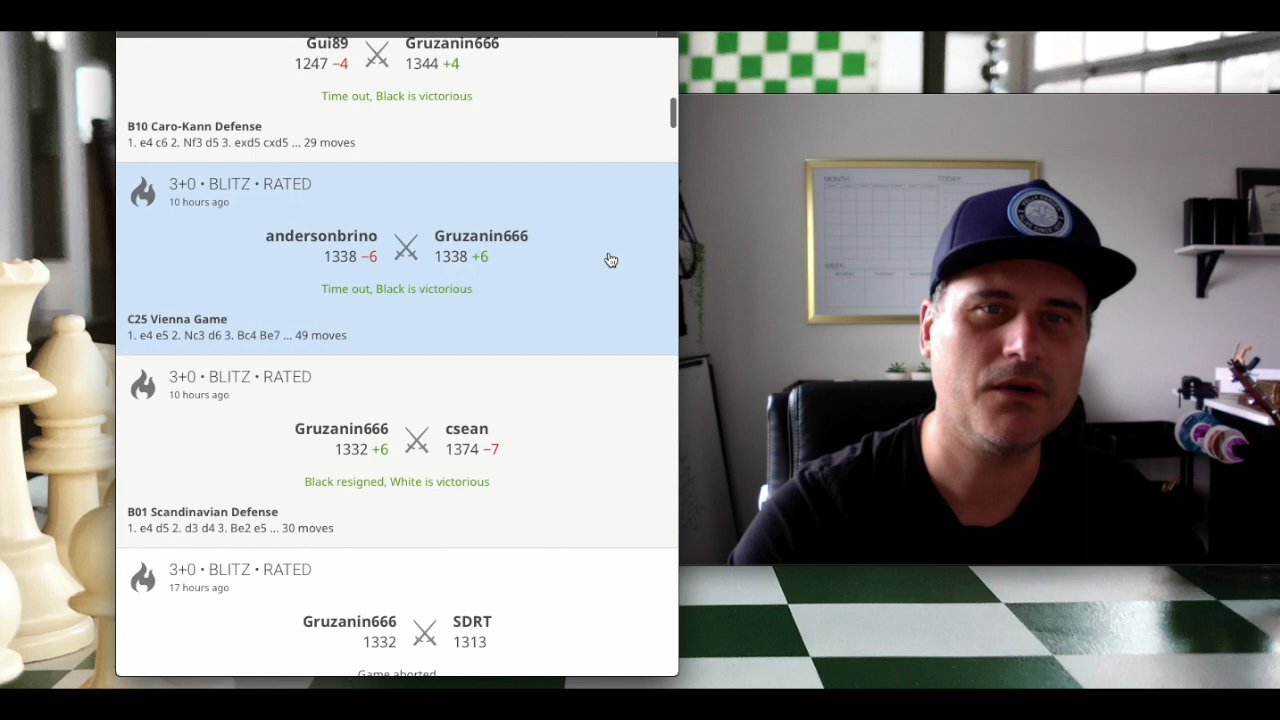 Gui89 Gruzanin666
1247 −4 1344 +4
Time out, Black is victorious
B10 Caro-Kann Defense
1. e4 c6 2. Nf3 d5 3. exd5 cxd5 ... 29 moves
3+0 • BLITZ • RATED
10 hours ago
andersonbrino Gruzanin666
1338 −6 1338 +6
Time out, Black is victorious
C25 Vienna Game
1. e4 e5 2. Nc3 d6 3. Bc4 Be7 ... 49 moves
3+0 • BLITZ • RATED
10 hours ago
Gruzanin666 csean
1332 +6 1374 −7
Black resigned, White is victorious
B01 Scandinavian Defense
1. e4 d5 2. d3 d4 3. Be2 e5 ... 30 moves
3+0 • BLITZ • RATED
17 hours ago
Gruzanin666 SDRT
1332 1313
Game aborted
MONTH: TODAY:
WEEK: